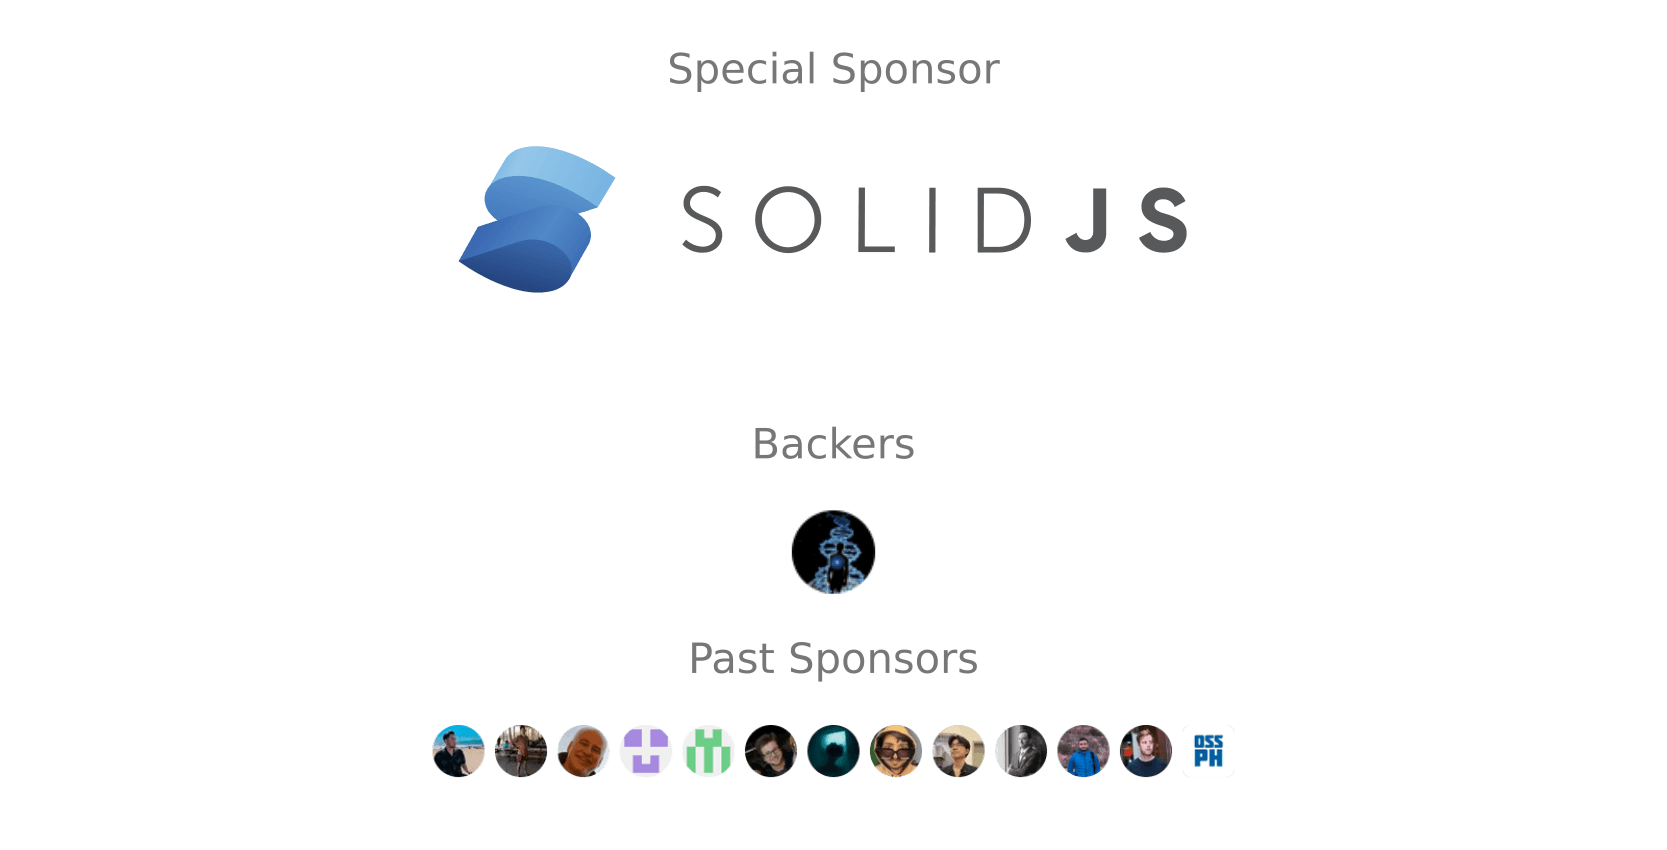 Special Sponsor
SOLIDJS
Backers
Past Sponsors
OSS
PH